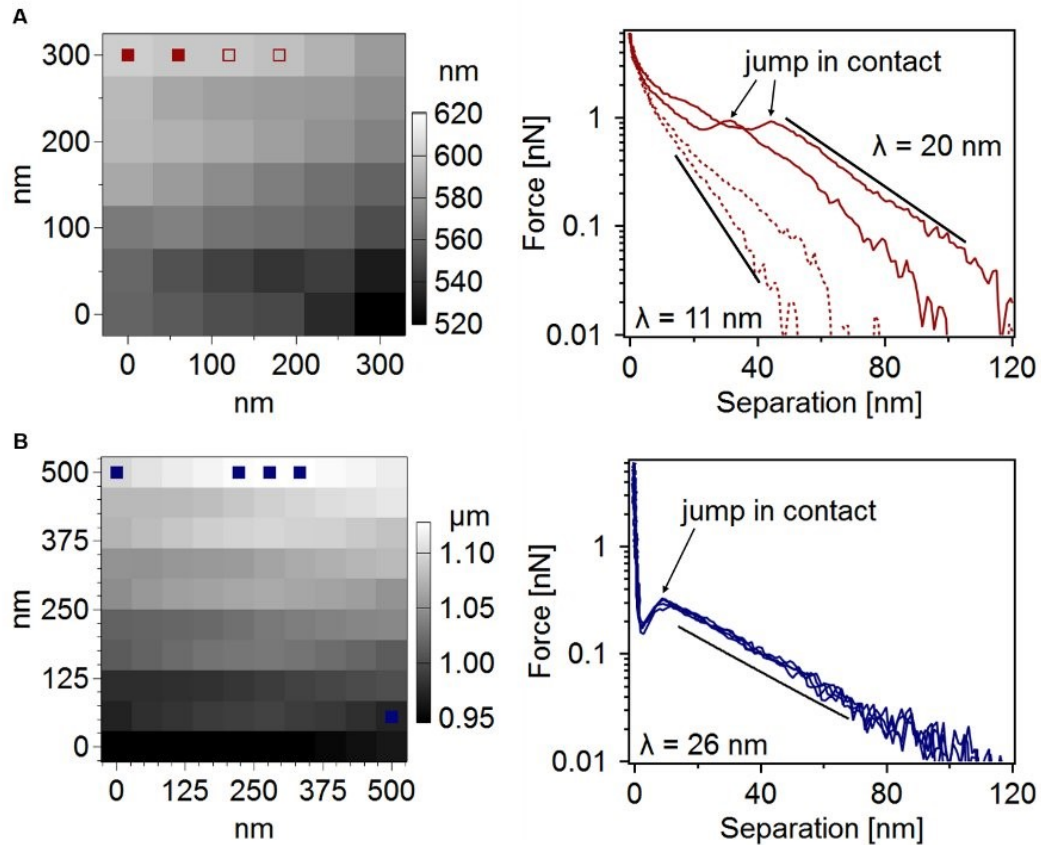 A
300
200
100
0
nm
0 100 200 300
nm
nm
620
600
580
560
540
520
Force [nN]
1
0.1
0.01
jump in contact
λ = 20 nm
λ = 11 nm
0 40 80 120
Separation [nm]
B
500
375
250
125
0
nm
0 125 250 375 500
nm
µm
1.10
1.05
1.00
0.95
Force [nN]
1
0.1
0.01
jump in contact
λ = 26 nm
0 40 80 120
Separation [nm]